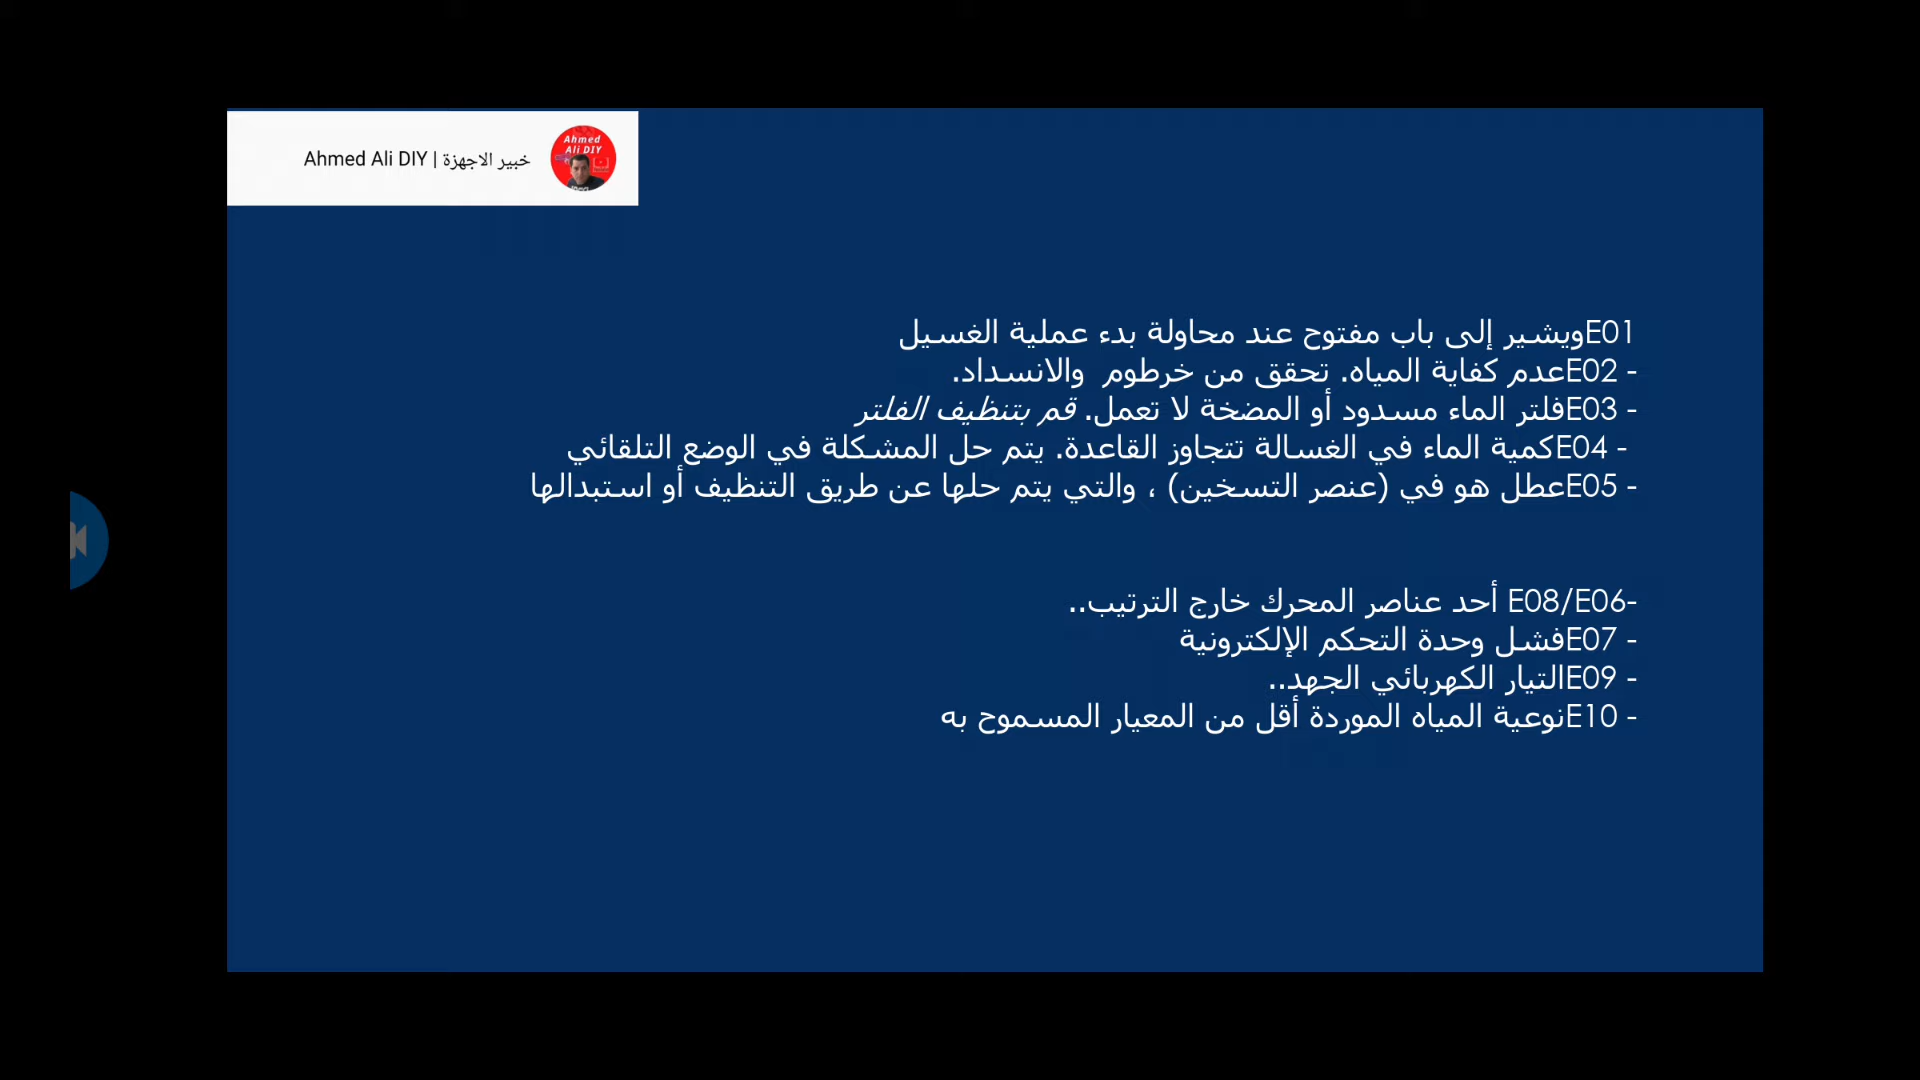 Ahmed Ali DIY | خبير الاجهزة
Ahmed
Ali DIY
E01ويشير إلى باب مفتوح عند محاولة بدء عملية الغسيل
- E02عدم كفاية المياه. تحقق من خرطوم والانسداد.
- E03فلتر الماء مسدود أو المضخة لا تعمل. قم بتنظيف الفلتر
- E04كمية الماء في الغسالة تتجاوز القاعدة. يتم حل المشكلة في الوضع التلقائي
- E05عطل هو في (عنصر التسخين) ، والتي يتم حلها عن طريق التنظيف أو استبدالها
-E08/E06 أحد عناصر المحرك خارج الترتيب..
- E07فشل وحدة التحكم الإلكترونية
- E09التيار الكهربائي الجهد..
- E10نوعية المياه الموردة أقل من المعيار المسموح به